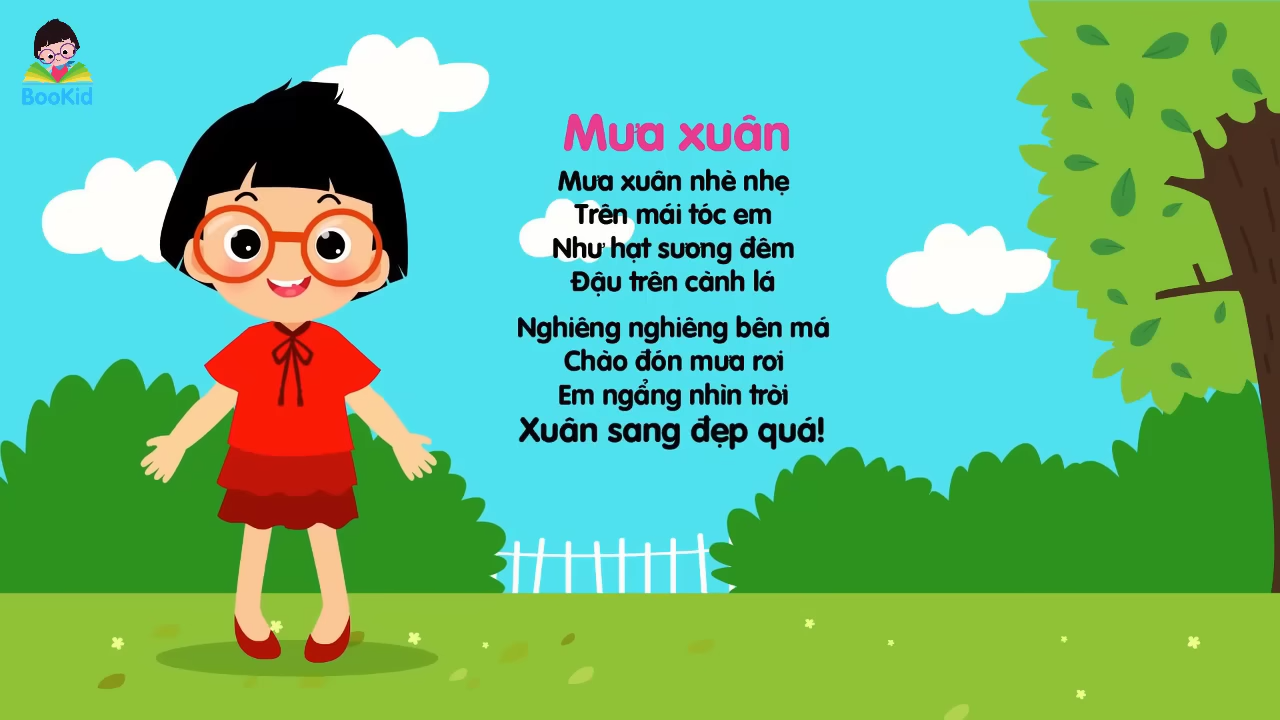 BooKid
Mưa xuân
Mưa xuân nhè nhẹ
Trên mái tóc em
Như hạt sương đêm
Đậu trên cành lá
Nghiêng nghiêng bên má
Chào đón mưa rơi
Em ngẩng nhìn trời
Xuân sang đẹp quá!